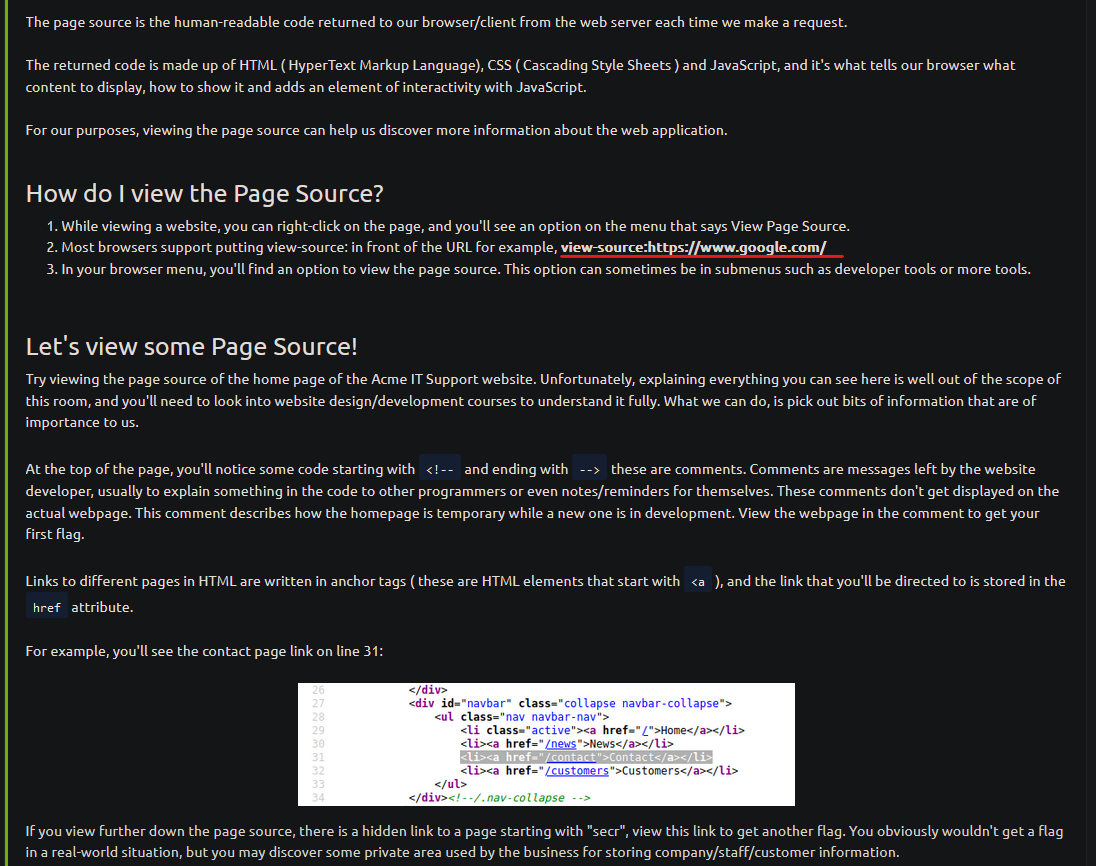 The page source is the human-readable code returned to our browser/client from the web server each time we make a request.
The returned code is made up of HTML ( HyperText Markup Language), CSS ( Cascading Style Sheets ) and JavaScript, and it's what tells our browser what
content to display, how to show it and adds an element of interactivity with JavaScript.
For our purposes, viewing the page source can help us discover more information about the web application.
How do I view the Page Source?
1. While viewing a website, you can right-click on the page, and you'll see an option on the menu that says View Page Source.
2. Most browsers support putting view-source: in front of the URL for example, view-source:https://www.google.com/
3. In your browser menu, you'll find an option to view the page source. This option can sometimes be in submenus such as developer tools or more tools.
Let's view some Page Source!
Try viewing the page source of the home page of the Acme IT Support website. Unfortunately, explaining everything you can see here is well out of the scope of
this room, and you'll need to look into website design/development courses to understand it fully. What we can do, is pick out bits of information that are of
importance to us.
At the top of the page, you'll notice some code starting with <!-- and ending with --> these are comments. Comments are messages left by the website
developer, usually to explain something in the code to other programmers or even notes/reminders for themselves. These comments don't get displayed on the
actual webpage. This comment describes how the homepage is temporary while a new one is in development. View the webpage in the comment to get your
first flag.
Links to different pages in HTML are written in anchor tags ( these are HTML elements that start with <a ), and the link that you'll be directed to is stored in the
href attribute.
For example, you'll see the contact page link on line 31:
26 </div>
27 <div id="navbar" class="collapse navbar-collapse">
28 <ul class="nav navbar-nav">
29 <li class="active"><a href="/">Home</a></li>
30 <li><a href="/news">News</a></li>
31 <li><a href="/contact">Contact</a></li>
32 <li><a href="/customers">Customers</a></li>
33 </ul>
34 </div><!--/.nav-collapse -->
If you view further down the page source, there is a hidden link to a page starting with "secr", view this link to get another flag. You obviously wouldn't get a flag
in a real-world situation, but you may discover some private area used by the business for storing company/staff/customer information.